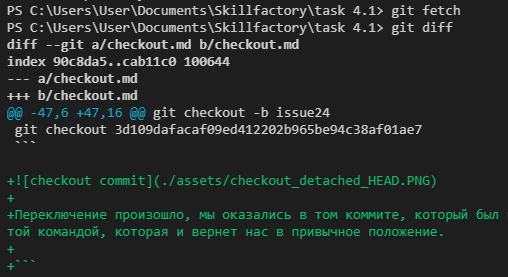 PS C:\Users\User\Documents\Skillfactory\task 4.1> git fetch
PS C:\Users\User\Documents\Skillfactory\task 4.1> git diff
diff --git a/checkout.md b/checkout.md
index 90c8da5..cab11c0 100644
--- a/checkout.md
+++ b/checkout.md
@@ -47,6 +47,16 @@ git checkout -b issue24
 git checkout 3d109dafacaf09ed412202b965be94c38af01ae7
 ```

+![checkout commit](./assets/checkout_detached_HEAD.PNG)
+
+Переключение произошло, мы оказались в том коммите, который был
той командой, которая и вернет нас в привычное положение.
+
+```